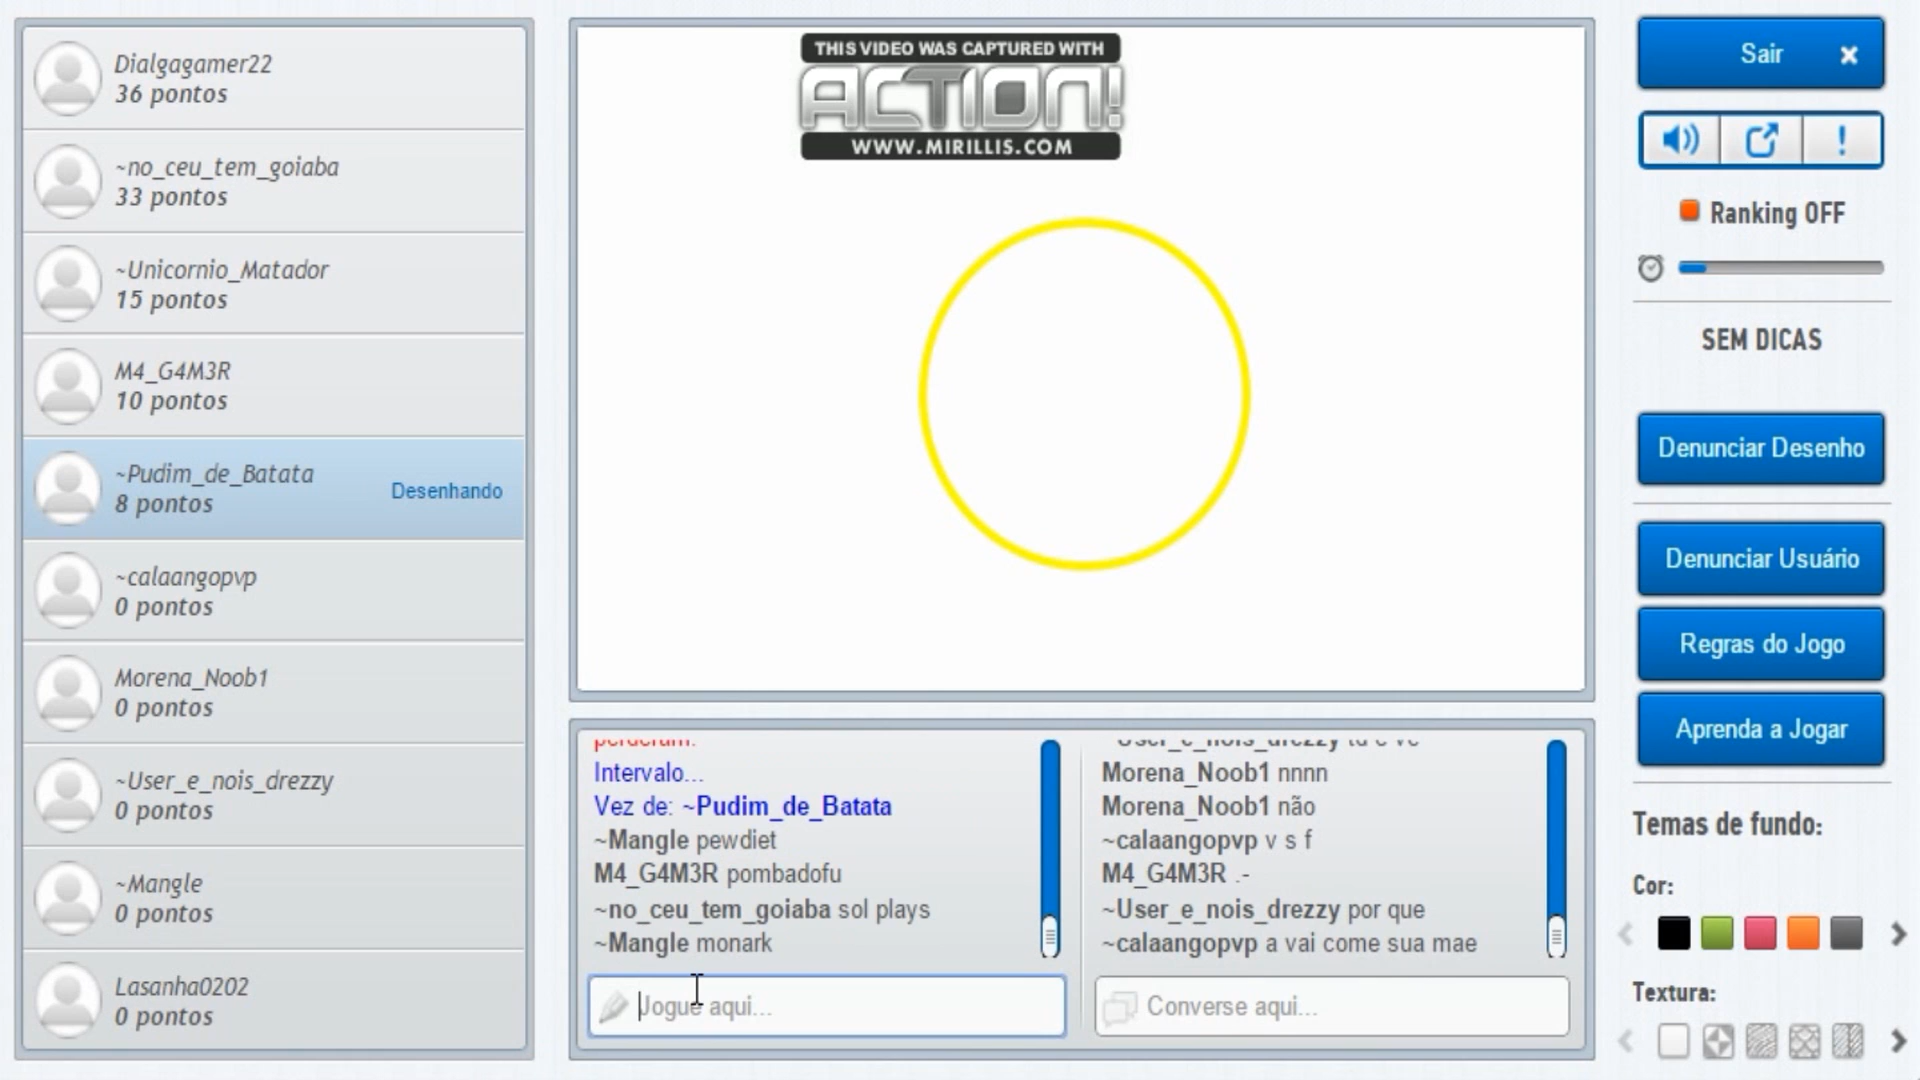 Dialgagamer22
36 pontos
~no_ceu_tem_goiaba
33 pontos
~Unicornio_Matador
15 pontos
M4_G4M3R
10 pontos
~Pudim_de_Batata
8 pontos
Desenhando
~calaangopvp
0 pontos
Morena_Noob1
0 pontos
~User_e_nois_drezzy
0 pontos
~Mangle
0 pontos
Lasanha0202
0 pontos
THIS VIDEO WAS CAPTURED WITH
ACTION!
WWW.MIRILLIS.COM
perderam.
Intervalo...
Vez de: ~Pudim_de_Batata
~Mangle pewdiet
M4_G4M3R pombadofu
~no_ceu_tem_goiaba sol plays
~Mangle monark
Jogue aqui...
~User_e_nois_drezzy
Morena_Noob1 nnnn
Morena_Noob1 não
~calaangopvp v s f
M4_G4M3R .-
~User_e_nois_drezzy por que
~calaangopvp a vai come sua mae
Converse aqui...
Sair
Ranking OFF
SEM DICAS
Denunciar Desenho
Denunciar Usuário
Regras do Jogo
Aprenda a Jogar
Temas de fundo:
Cor:
Textura: